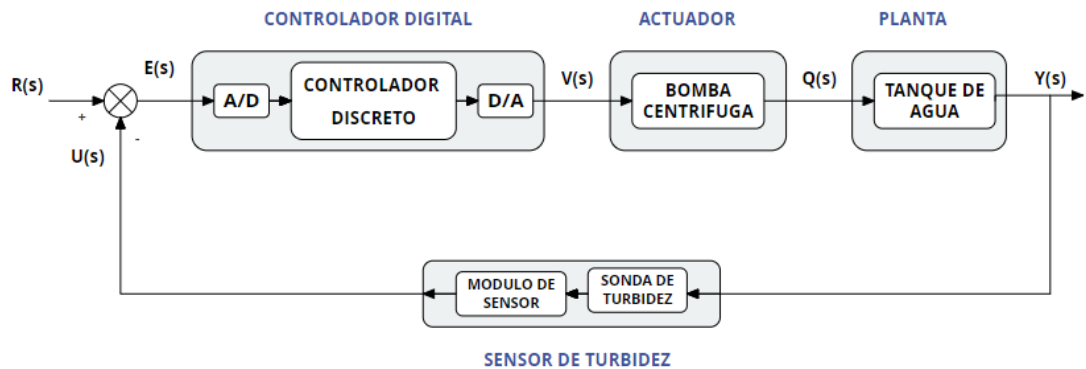 CONTROLADOR DIGITAL
ACTUADOR
PLANTA
R(s)
+
-
E(s)
A/D
CONTROLADOR
DISCRETO
D/A
V(s)
BOMBA
CENTRIFUGA
Q(s)
TANQUE DE
AGUA
Y(s)
U(s)
MODULO DE
SENSOR
SONDA DE
TURBIDEZ
SENSOR DE TURBIDEZ